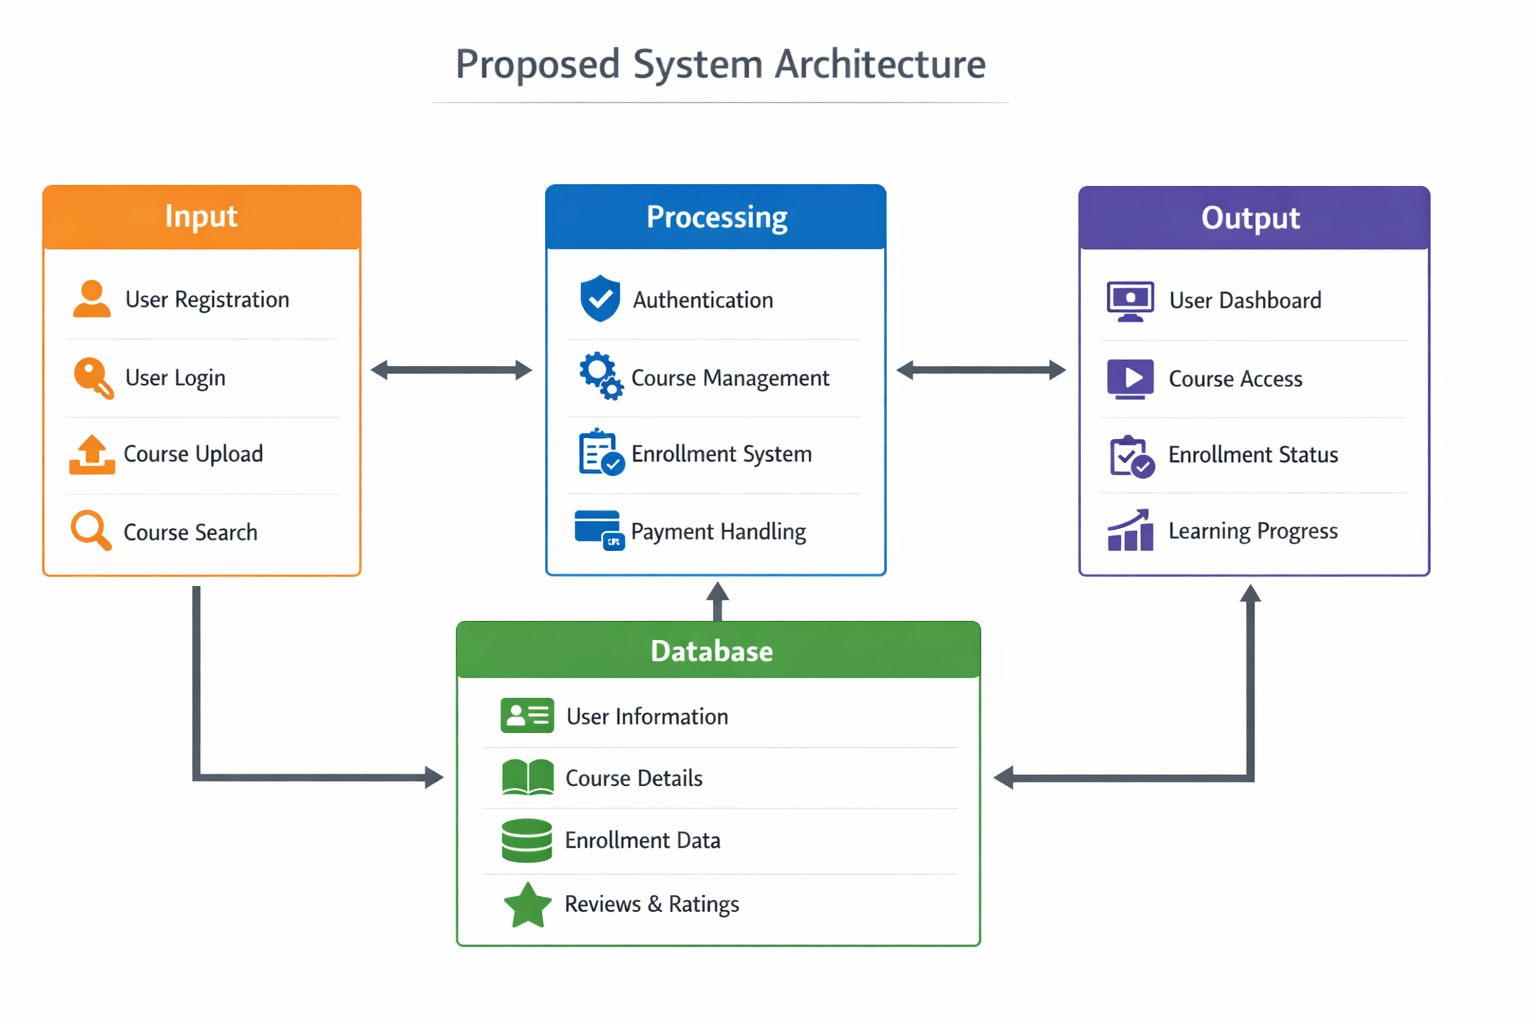 Proposed System Architecture
Input
User Registration
User Login
Course Upload
Course Search
Processing
Authentication
Course Management
Enrollment System
Payment Handling
Output
User Dashboard
Course Access
Enrollment Status
Learning Progress
Database
User Information
Course Details
Enrollment Data
Reviews & Ratings